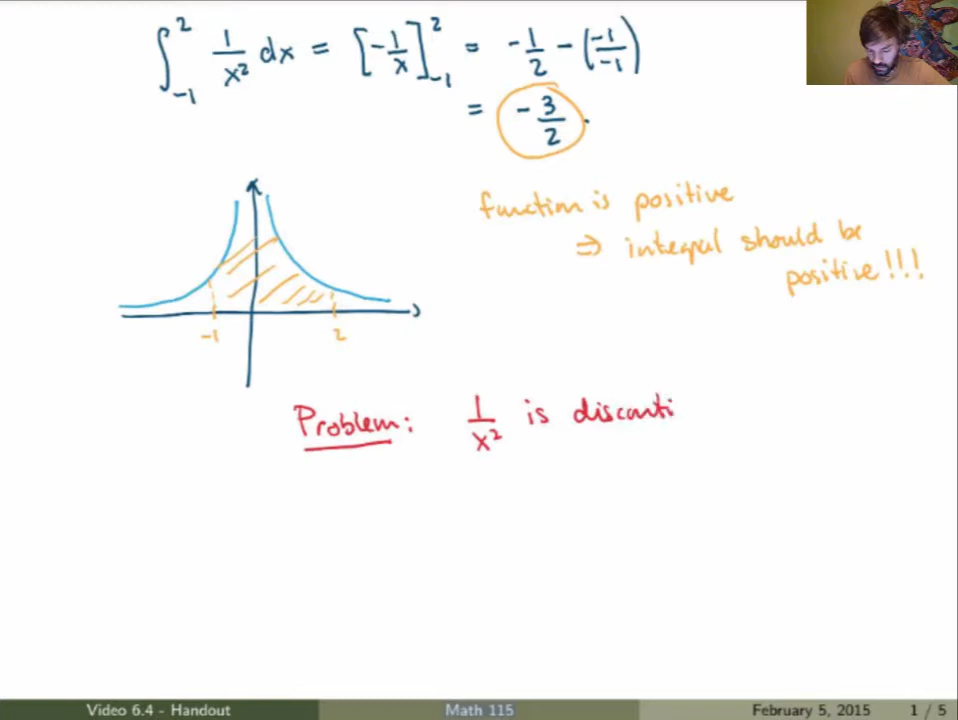 ∫_{-1}^{2} 1/x² dx = [-1/x]_{-1}^{2} = -1/2 - (-1/-1)
= -3/2.
function is positive
⇒ integral should be
positive!!!
-1 2
Problem: 1/x² is disconti
Video 6.4 - Handout Math 115 February 5, 2015 1 / 5